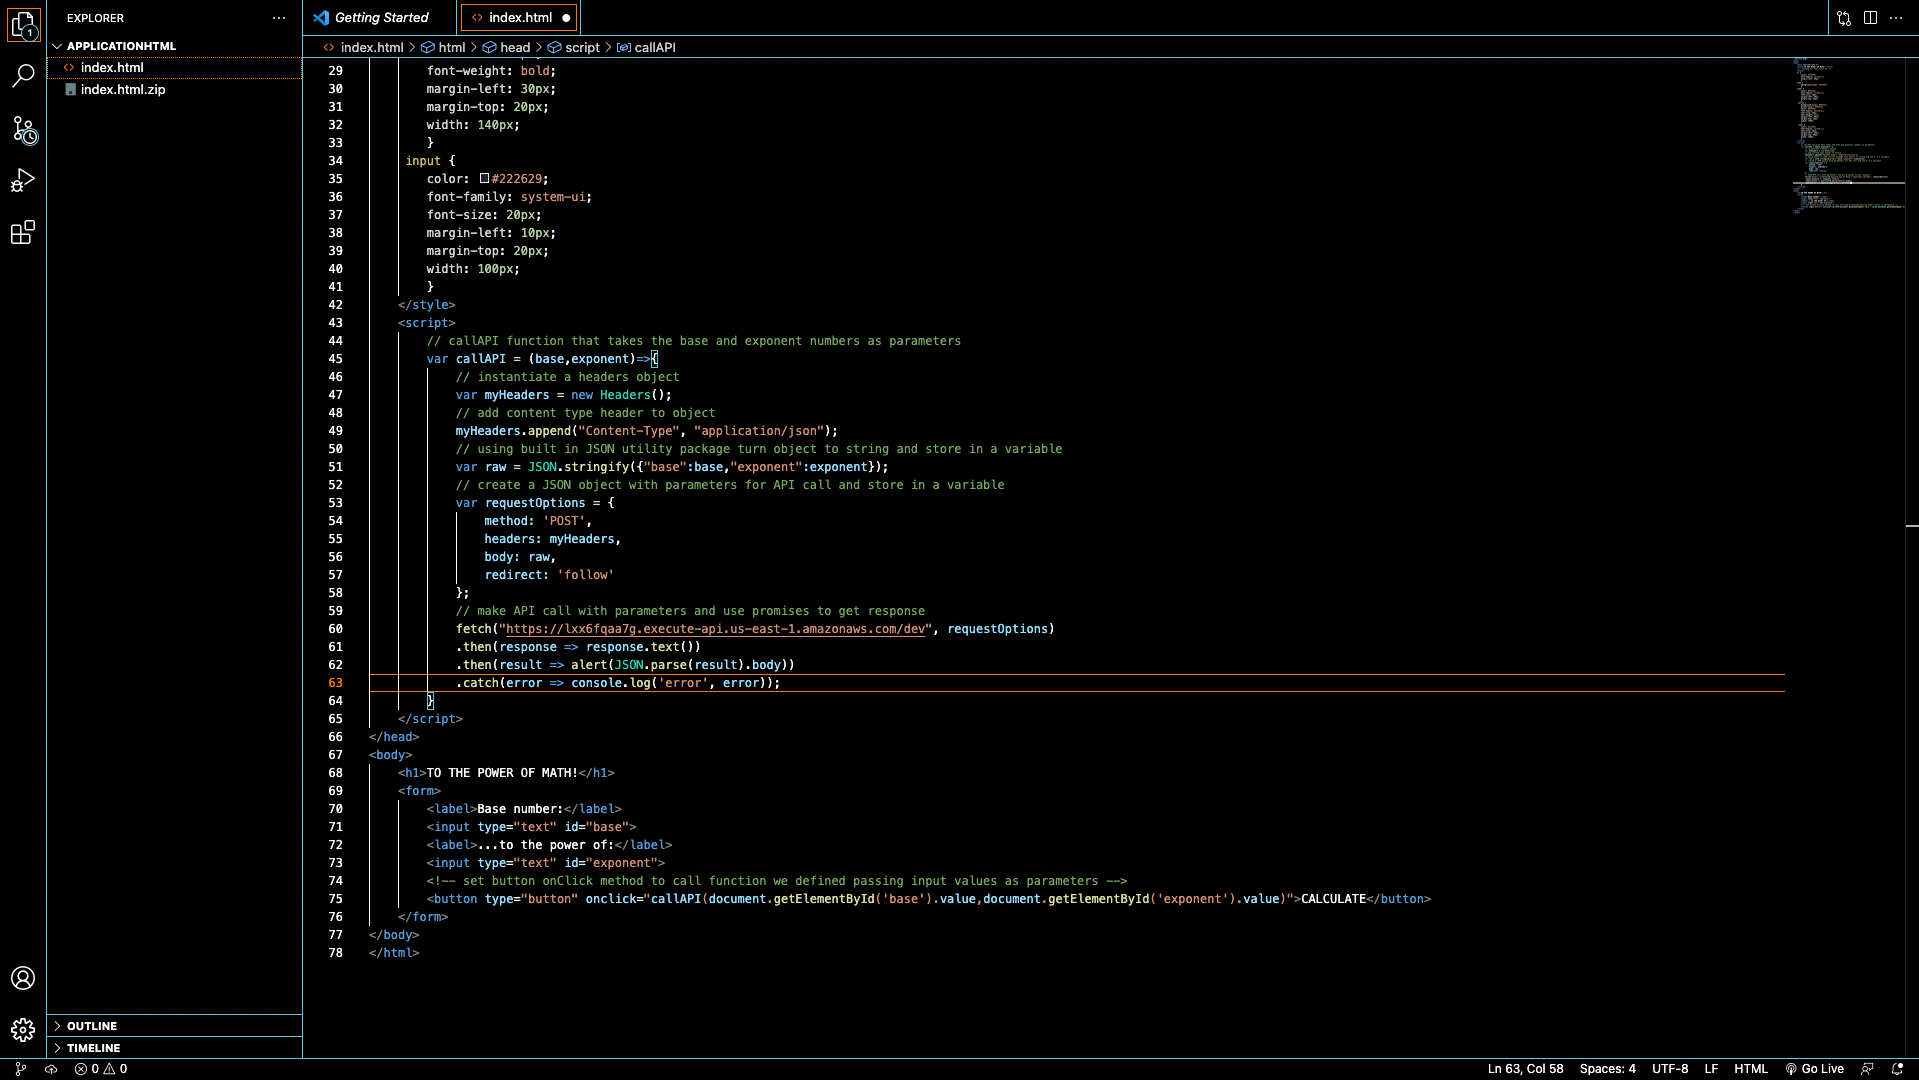 EXPLORER
Getting Started
index.html
APPLICATIONHTML
index.html
index.html.zip
index.html > html > head > script > callAPI
29 font-weight: bold;
30 margin-left: 30px;
31 margin-top: 20px;
32 width: 140px;
33 }
34 input {
35 color: #222629;
36 font-family: system-ui;
37 font-size: 20px;
38 margin-left: 10px;
39 margin-top: 20px;
40 width: 100px;
41 }
42 </style>
43 <script>
44 // callAPI function that takes the base and exponent numbers as parameters
45 var callAPI = (base,exponent)=>{
46 // instantiate a headers object
47 var myHeaders = new Headers();
48 // add content type header to object
49 myHeaders.append("Content-Type", "application/json");
50 // using built in JSON utility package turn object to string and store in a variable
51 var raw = JSON.stringify({"base":base,"exponent":exponent});
52 // create a JSON object with parameters for API call and store in a variable
53 var requestOptions = {
54 method: 'POST',
55 headers: myHeaders,
56 body: raw,
57 redirect: 'follow'
58 };
59 // make API call with parameters and use promises to get response
60 fetch("https://lxx6fqaa7g.execute-api.us-east-1.amazonaws.com/dev", requestOptions)
61 .then(response => response.text())
62 .then(result => alert(JSON.parse(result).body))
63 .catch(error => console.log('error', error));
64 }
65 </script>
66 </head>
67 <body>
68 <h1>TO THE POWER OF MATH!</h1>
69 <form>
70 <label>Base number:</label>
71 <input type="text" id="base">
72 <label>...to the power of:</label>
73 <input type="text" id="exponent">
74 <!-- set button onClick method to call function we defined passing input values as parameters -->
75 <button type="button" onclick="callAPI(document.getElementById('base').value,document.getElementById('exponent').value)">CALCULATE</button>
76 </form>
77 </body>
78 </html>
OUTLINE
TIMELINE
1
0 0
Ln 63, Col 58 Spaces: 4 UTF-8 LF HTML Go Live